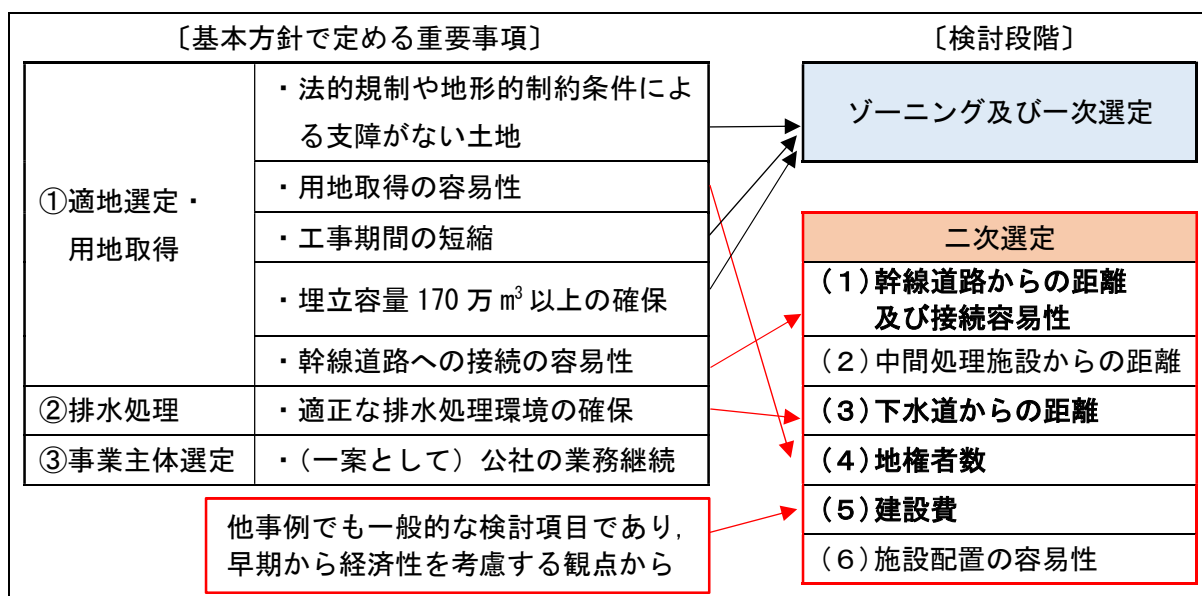 〔基本方針で定める重要事項〕
①適地選定・
用地取得
・法的規制や地形的制約条件によ
る支障がない土地
・用地取得の容易性
・工事期間の短縮
・埋立容量 170 万㎥以上の確保
・幹線道路への接続の容易性
②排水処理
・適正な排水処理環境の確保
③事業主体選定
・(一案として) 公社の業務継続
他事例でも一般的な検討項目であり,
早期から経済性を考慮する観点から
〔検討段階〕
ゾーニング及び一次選定
二次選定
(1)幹線道路からの距離
及び接続容易性
(2)中間処理施設からの距離
(3)下水道からの距離
(4)地権者数
(5)建設費
(6)施設配置の容易性